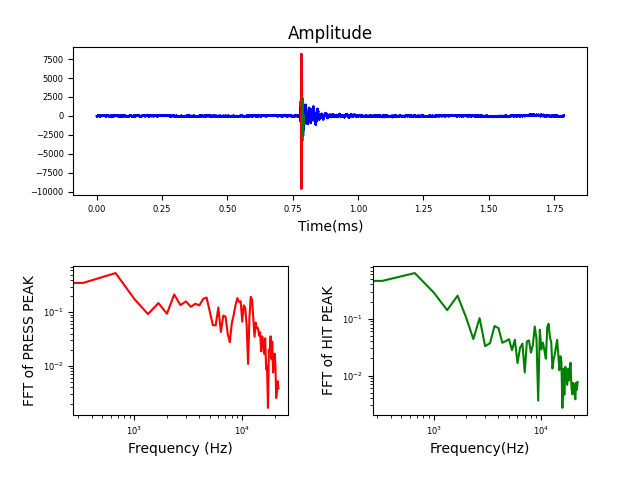 Amplitude
7500
5000
2500
0
−2500
−5000
−7500
−10000
0.00 0.25 0.50 0.75 1.00 1.25 1.50 1.75
Time(ms)
FFT of PRESS PEAK
10⁻¹
10⁻²
10³ 10⁴
Frequency (Hz)
FFT of HIT PEAK
10⁻¹
10⁻²
10³ 10⁴
Frequency(Hz)